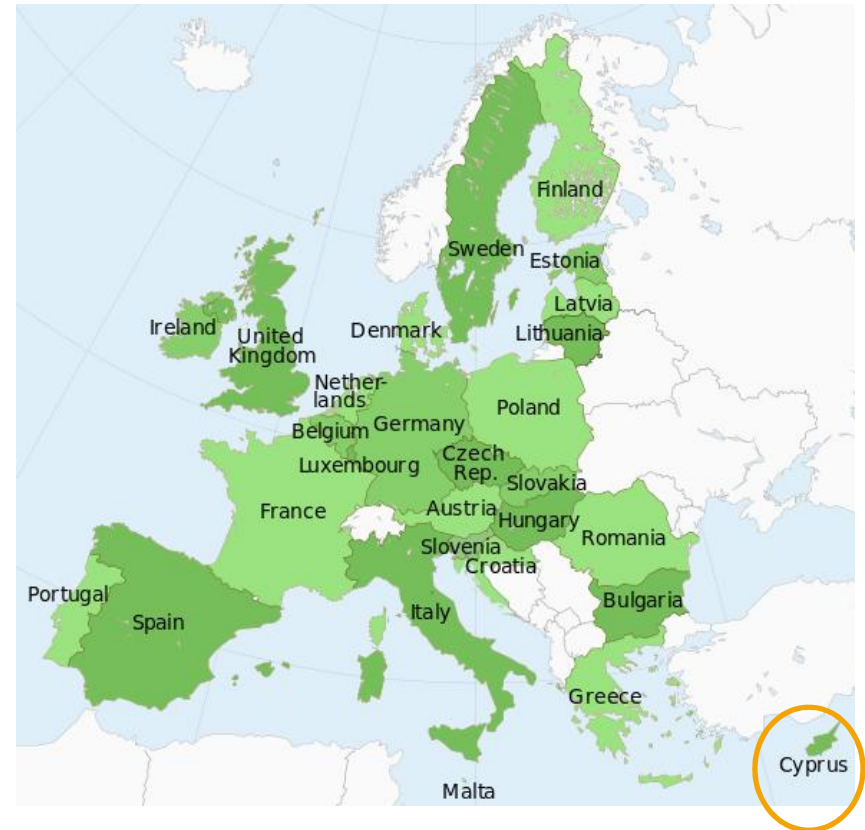 Finland
Sweden
Estonia
Latvia
Ireland
United
Kingdom
Denmark
Lithuania
Nether-
lands
Poland
Belgium
Germany
Luxembourg
Czech
Rep.
Slovakia
France
Austria
Hungary
Romania
Slovenia
Croatia
Portugal
Spain
Italy
Bulgaria
Greece
Cyprus
Malta